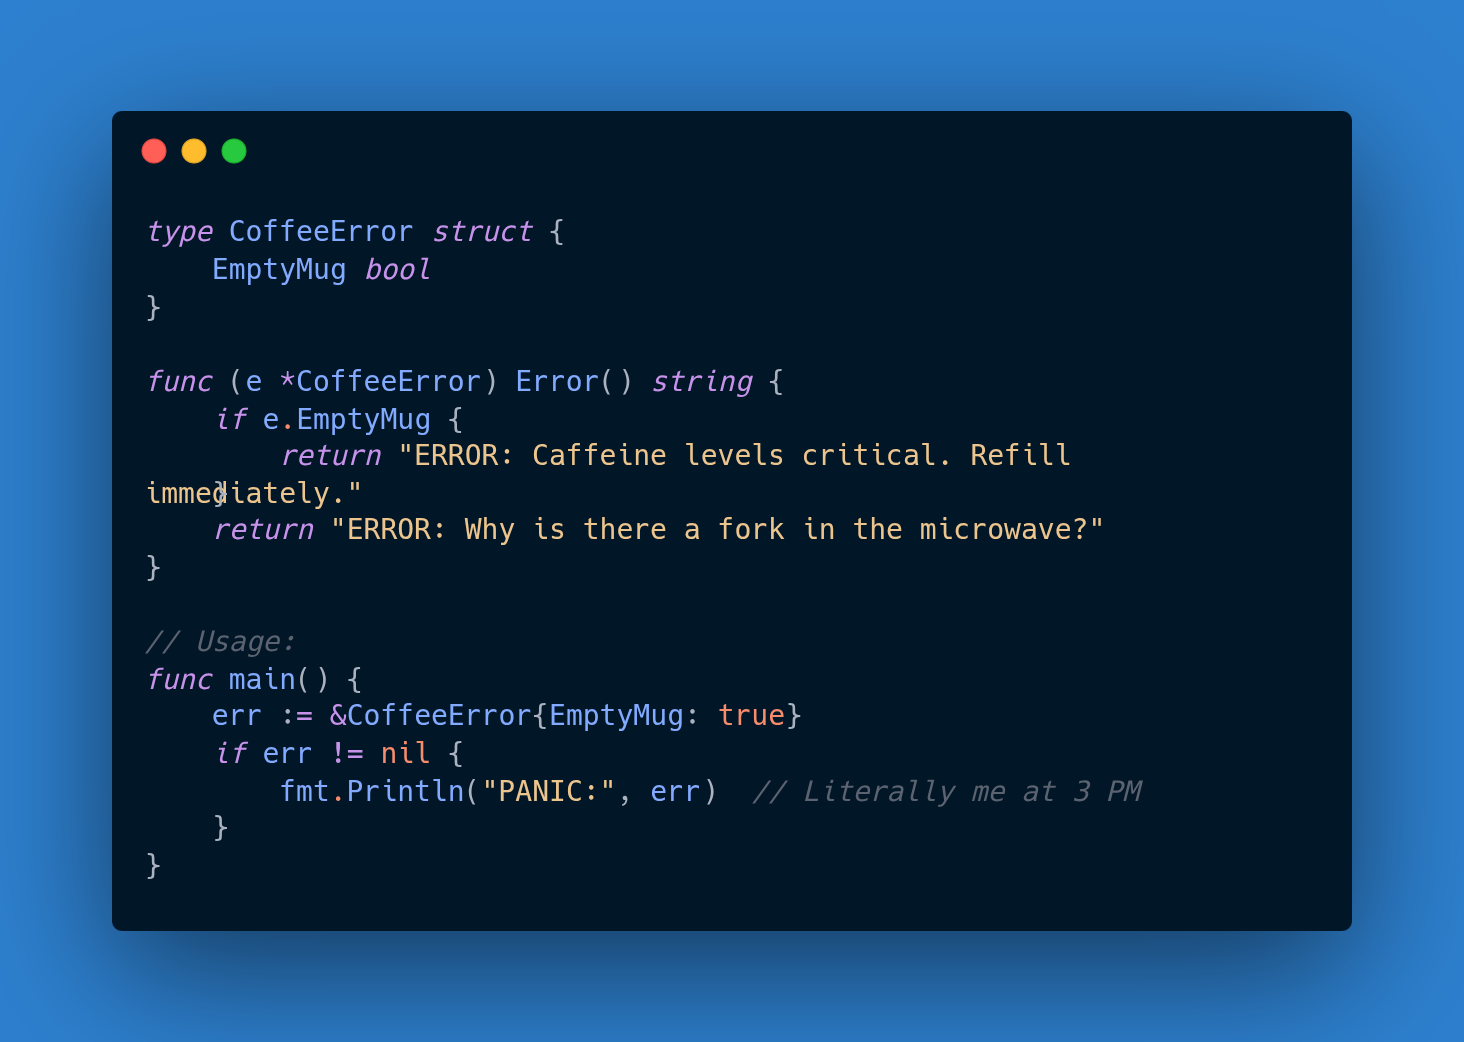 type CoffeeError struct {
    EmptyMug bool
}

func (e *CoffeeError) Error() string {
    if e.EmptyMug {
        return "ERROR: Caffeine levels critical. Refill
immediately."
    }
    return "ERROR: Why is there a fork in the microwave?"
}

// Usage:
func main() {
    err := &CoffeeError{EmptyMug: true}
    if err != nil {
        fmt.Println("PANIC:", err)  // Literally me at 3 PM
    }
}